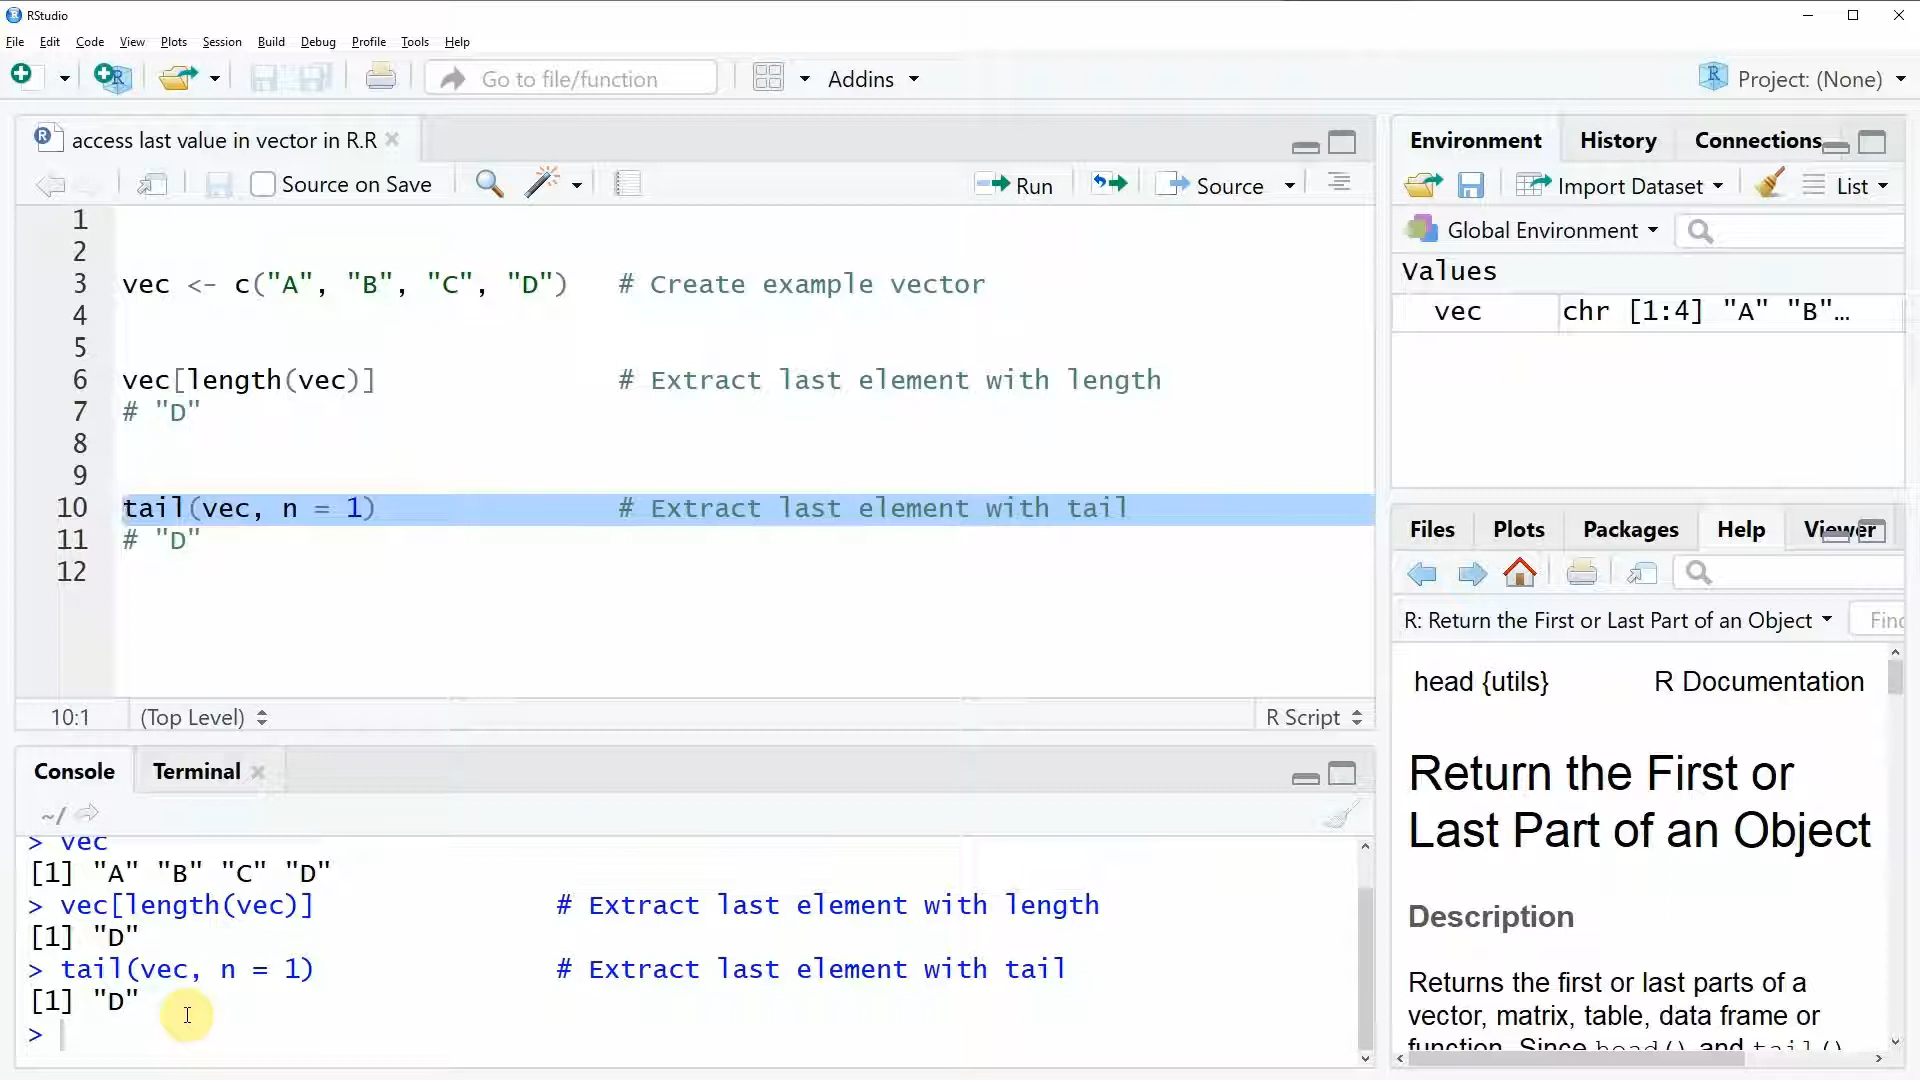 RStudio
File Edit Code View Plots Session Build Debug Profile Tools Help
Go to file/function Addins Project: (None)
access last value in vector in R.R
Source on Save Run Source
1
2
3 vec <- c("A", "B", "C", "D") # Create example vector
4
5
6 vec[length(vec)] # Extract last element with length
7 # "D"
8
9
10 tail(vec, n = 1) # Extract last element with tail
11 # "D"
12
10:1 (Top Level) R Script
Console Terminal
~/
> vec
[1] "A" "B" "C" "D"
> vec[length(vec)] # Extract last element with length
[1] "D"
> tail(vec, n = 1) # Extract last element with tail
[1] "D"
>
Environment History Connections
Import Dataset List
Global Environment
Values
vec chr [1:4] "A" "B"…
Files Plots Packages Help Viewer
R: Return the First or Last Part of an Object Find
head {utils} R Documentation
Return the First or
Last Part of an Object
Description
Returns the first or last parts of a
vector, matrix, table, data frame or
function. Since head() and tail()